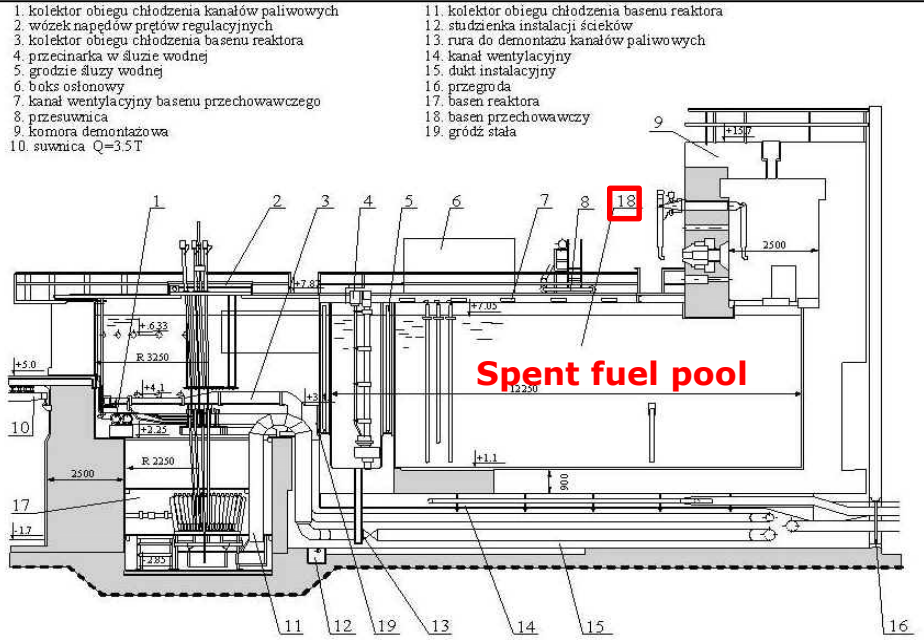 1. kolektor obiegu chłodzenia kanałów paliwowych
2. wózek napędów prętów regulacyjnych
3. kolektor obiegu chłodzenia basenu reaktora
4. przecinarka w śluzie wodnej
5. grodzie śluzy wodnej
6. boks osłonowy
7. kanał wentylacyjny basenu przechowawczego
8. przesuwnica
9. komora demontażowa
10. suwnica Q=3.5T
11. kolektor obiegu chłodzenia basenu reaktora
12. studzienka instalacji ścieków
13. rura do demontażu kanałów paliwowych
14. kanał wentylacyjny
15. dukt instalacyjny
16. przegroda
17. basen reaktora
18. basen przechowawczy
19. gródź stała
9
+15.7
1 2 3 4 5 6 7 8 18
2500
+7.87
+7.05
+6.33
R 3250
+5.0
Spent fuel pool
+4.1
12250
10
+2.25
+1.1
2500
R 2250
900
17
-1.7
-2.85
11 12 19 13 14 15 16